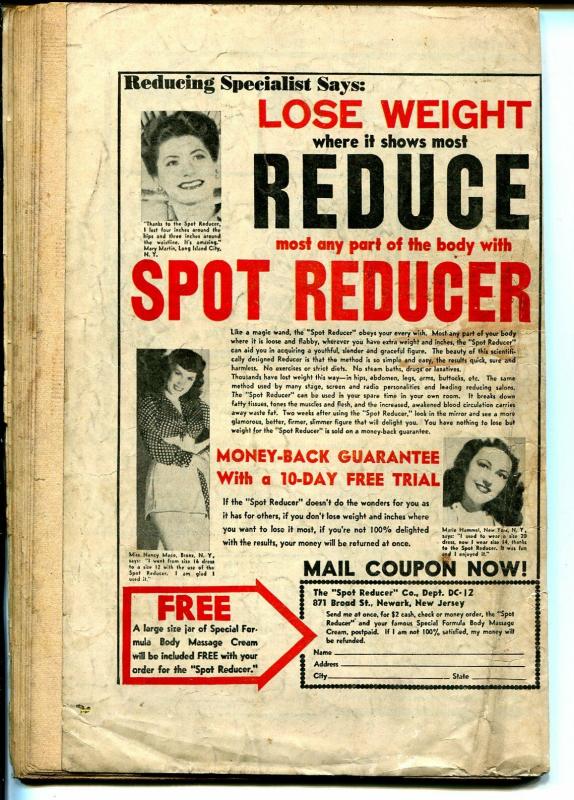 Reducing Specialist Says:
LOSE WEIGHT
where it shows most
REDUCE
most any part of the body with
SPOT REDUCER
"Thanks to the Spot Reducer,
I lost four inches around the
hips and three inches around
the waistline. It's amazing."
Mary Martin, Long Island City,
N. Y.
Like a magic wand, the "Spot Reducer" obeys your every wish. Most any part of your body
where it is loose and flabby, wherever you have extra weight and inches, the "Spot Reducer"
can aid you in acquiring a youthful, slender and graceful figure. The beauty of this scientifi-
cally designed Reducer is that the method is so simple and easy, the results quick, sure and
harmless. No exercises or strict diets. No steam baths, drugs or laxatives.
Thousands have lost weight this way—in hips, abdomen, legs, arms, buttocks, etc. The same
method used by many stage, screen and radio personalities and leading reducing salons.
The "Spot Reducer" can be used in your spare time in your own room. It breaks down
fatty tissues, tones the muscles and flesh, and the increased, awakened blood circulation carries
away waste fat. Two weeks after using the "Spot Reducer," look in the mirror and see a more
glamorous, better, firmer, slimmer figure that will delight you. You have nothing to lose but
weight for the "Spot Reducer" is sold on a money-back guarantee.
MONEY-BACK GUARANTEE
With a 10-DAY FREE TRIAL
If the "Spot Reducer" doesn't do the wonders for you as
it has for others, if you don't lose weight and inches where
you want to lose it most, if you're not 100% delighted
with the results, your money will be returned at once.
Marie Hammel, New York, N. Y.,
says: "I used to wear a size 20
dress, now I wear size 14, thanks
to the Spot Reducer. It was fun
and I enjoyed it."
Miss Nancy Mace, Bronx, N. Y.,
says: "I went from size 16 dress
to a size 12 with the use of the
Spot Reducer. I am glad I
used it."
MAIL COUPON NOW!
FREE
A large size jar of Special For-
mula Body Massage Cream
will be included FREE with your
order for the "Spot Reducer."
The "Spot Reducer" Co., Dept. DC-12
871 Broad St., Newark, New Jersey
Send me at once, for $2 cash, check or money order, the "Spot
Reducer" and your famous Special Formula Body Massage
Cream, postpaid. If I am not 100% satisfied, my money will
be refunded.
Name
Address
City State